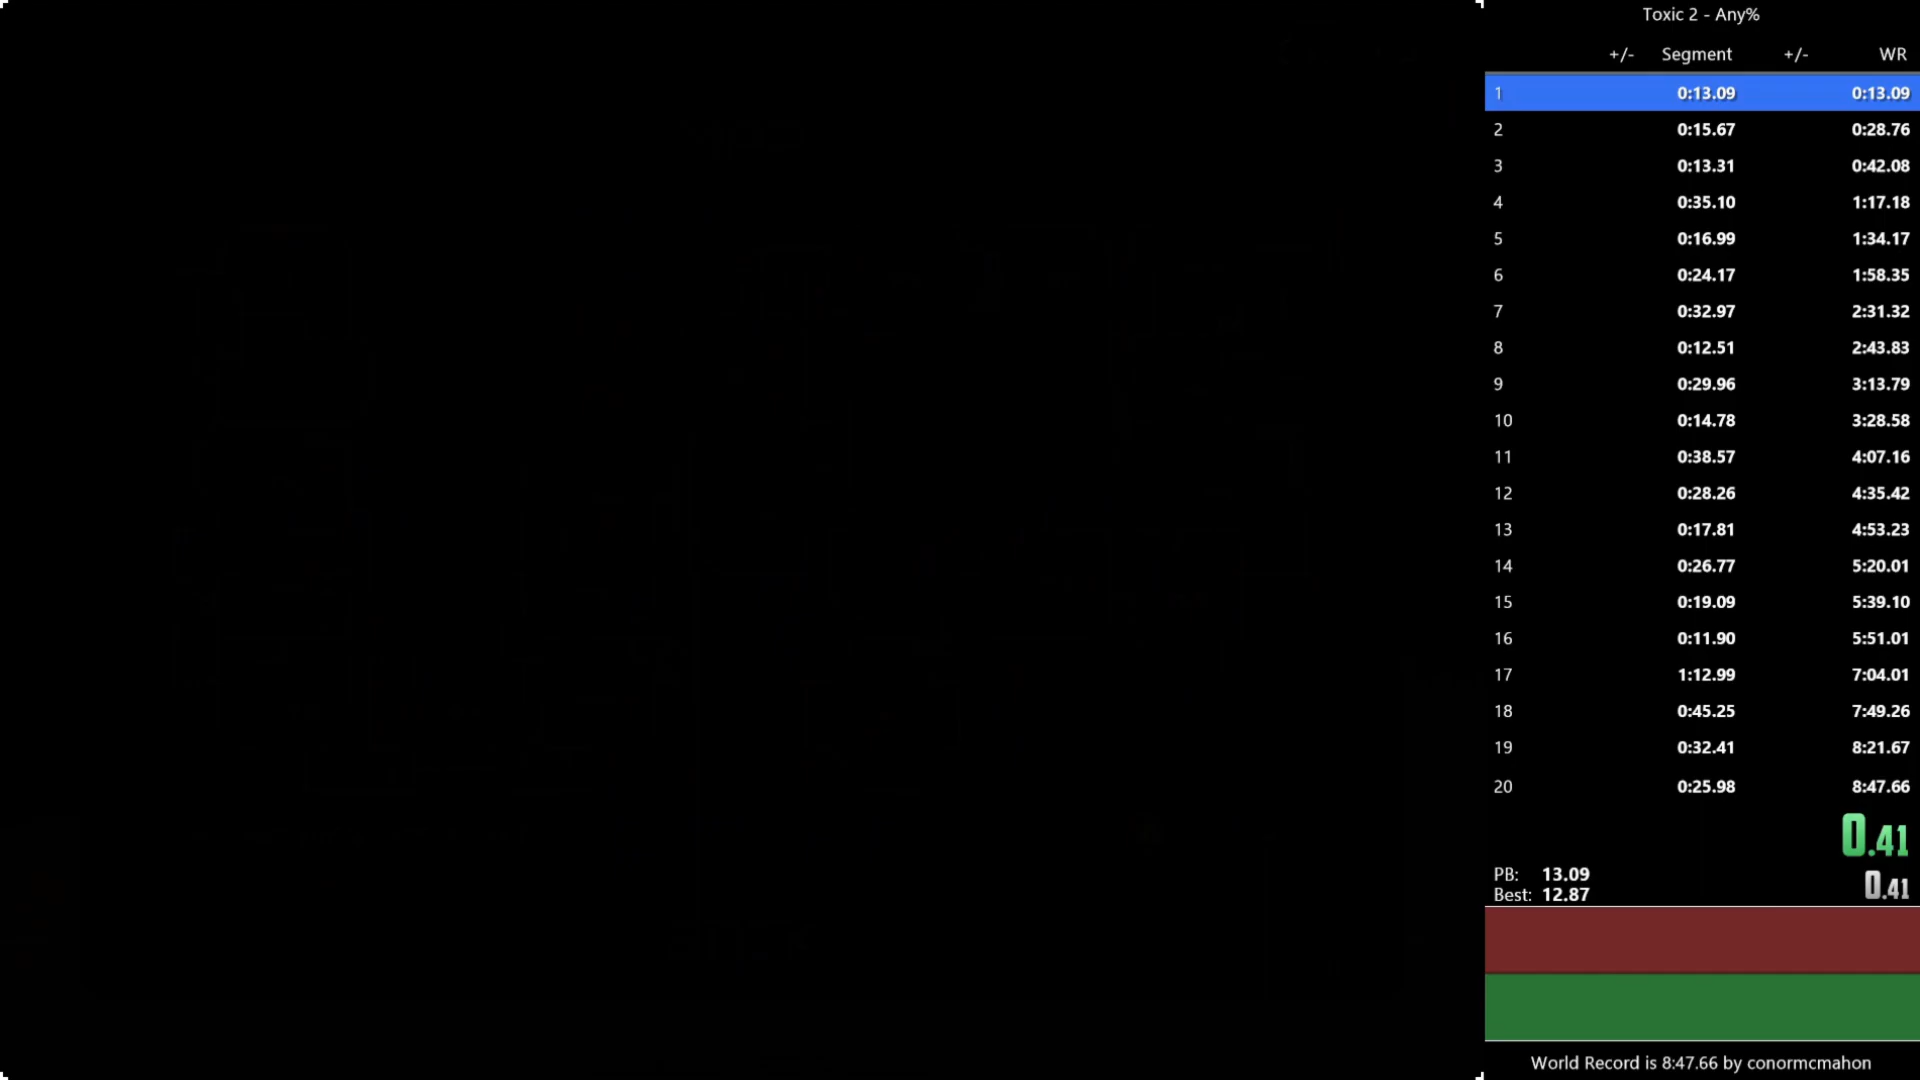 Toxic 2 - Any%
+/- Segment +/- WR
1 0:13.09 0:13.09
2 0:15.67 0:28.76
3 0:13.31 0:42.08
4 0:35.10 1:17.18
5 0:16.99 1:34.17
6 0:24.17 1:58.35
7 0:32.97 2:31.32
8 0:12.51 2:43.83
9 0:29.96 3:13.79
10 0:14.78 3:28.58
11 0:38.57 4:07.16
12 0:28.26 4:35.42
13 0:17.81 4:53.23
14 0:26.77 5:20.01
15 0:19.09 5:39.10
16 0:11.90 5:51.01
17 1:12.99 7:04.01
18 0:45.25 7:49.26
19 0:32.41 8:21.67
20 0:25.98 8:47.66
0.41
PB: 13.09
Best: 12.87
0.41
World Record is 8:47.66 by conormcmahon